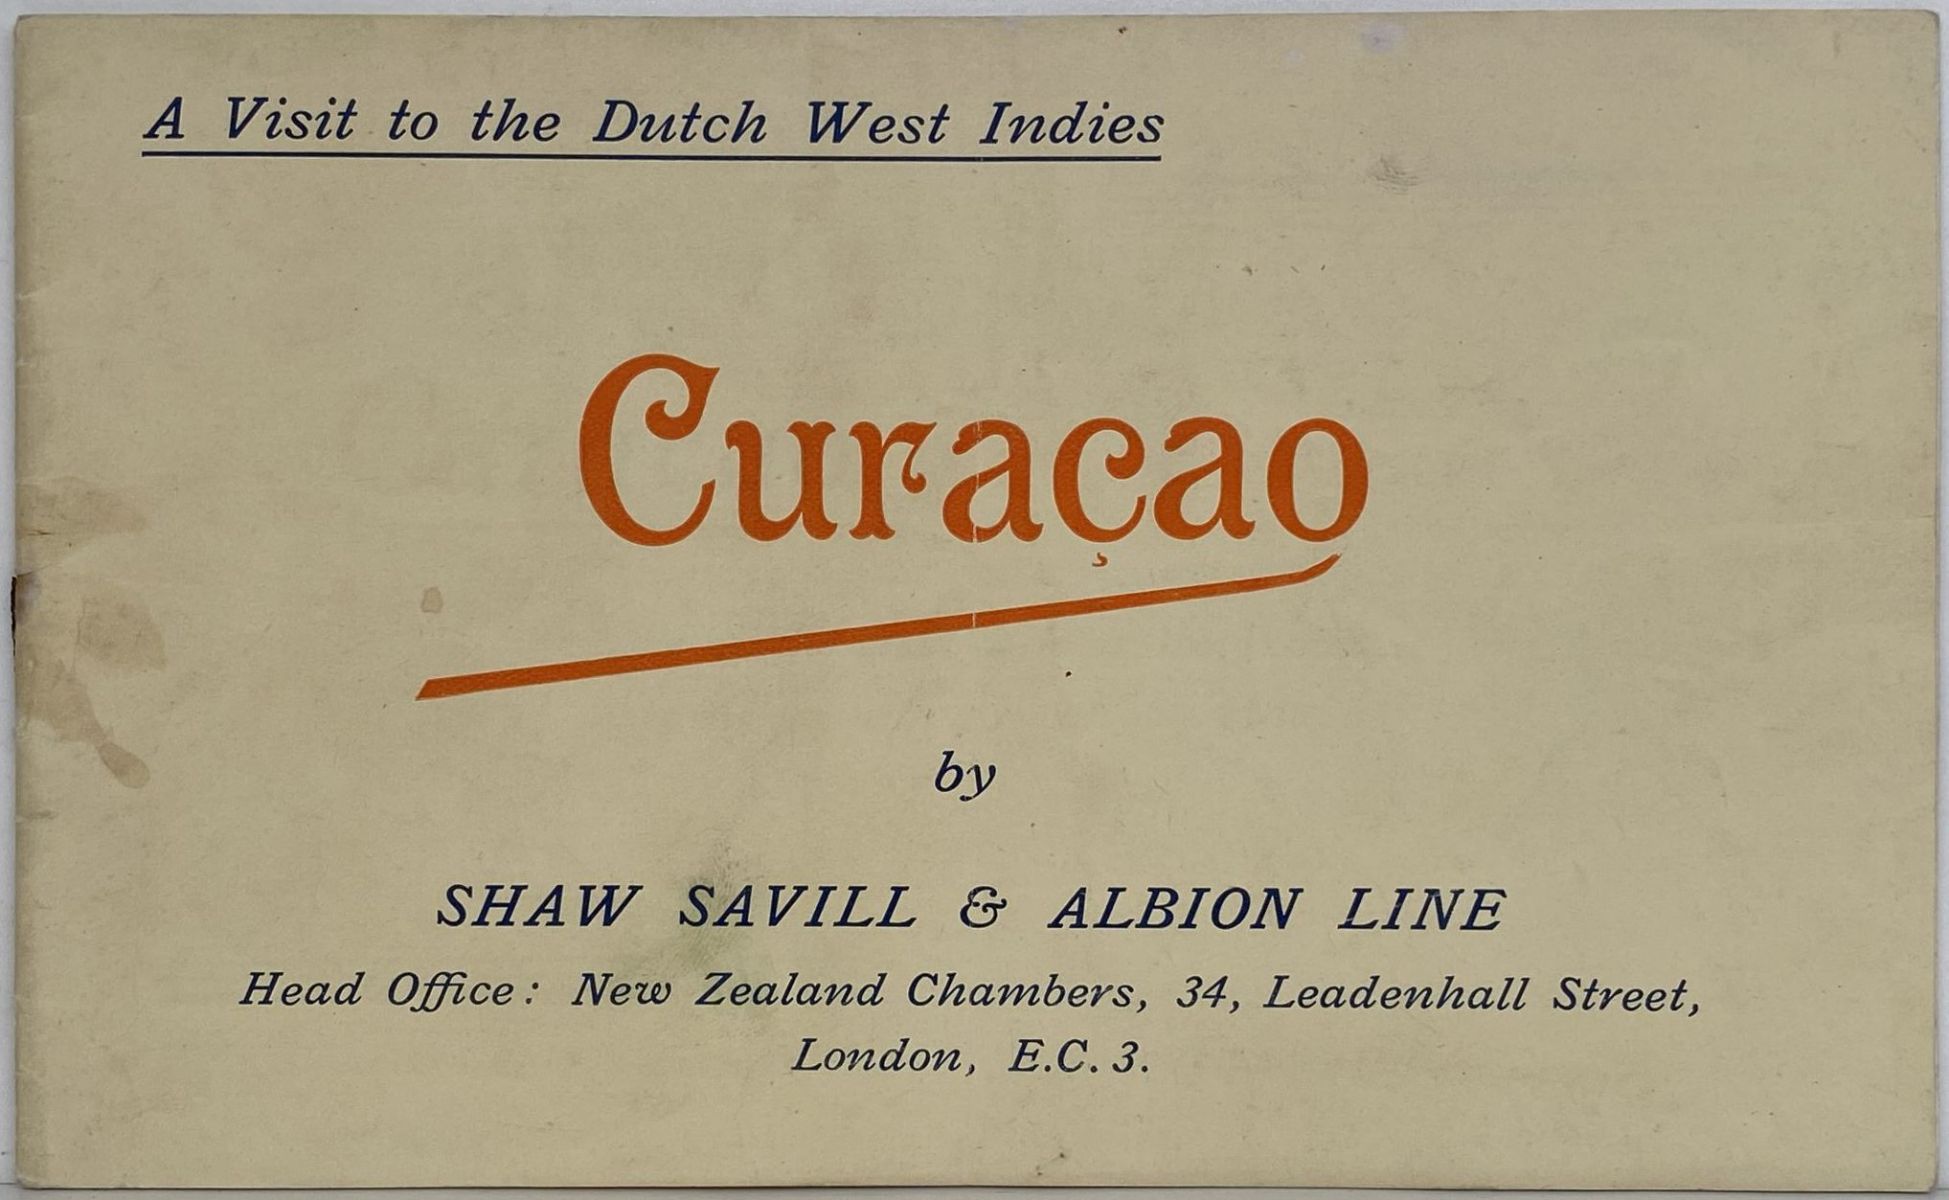 A Visit to the Dutch West Indies
Curaçao
by
SHAW SAVILL & ALBION LINE
Head Office: New Zealand Chambers, 34, Leadenhall Street,
London, E.C. 3.